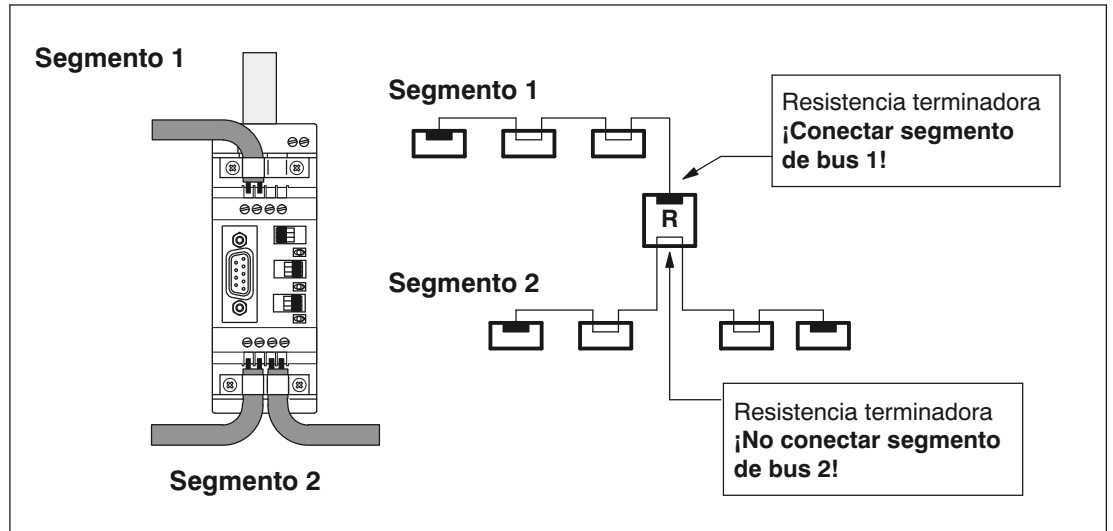 Segmento 1
Segmento 1
Resistencia terminadora
¡Conectar segmento
de bus 1!
R
Segmento 2
Resistencia terminadora
¡No conectar segmento
de bus 2!
Segmento 2